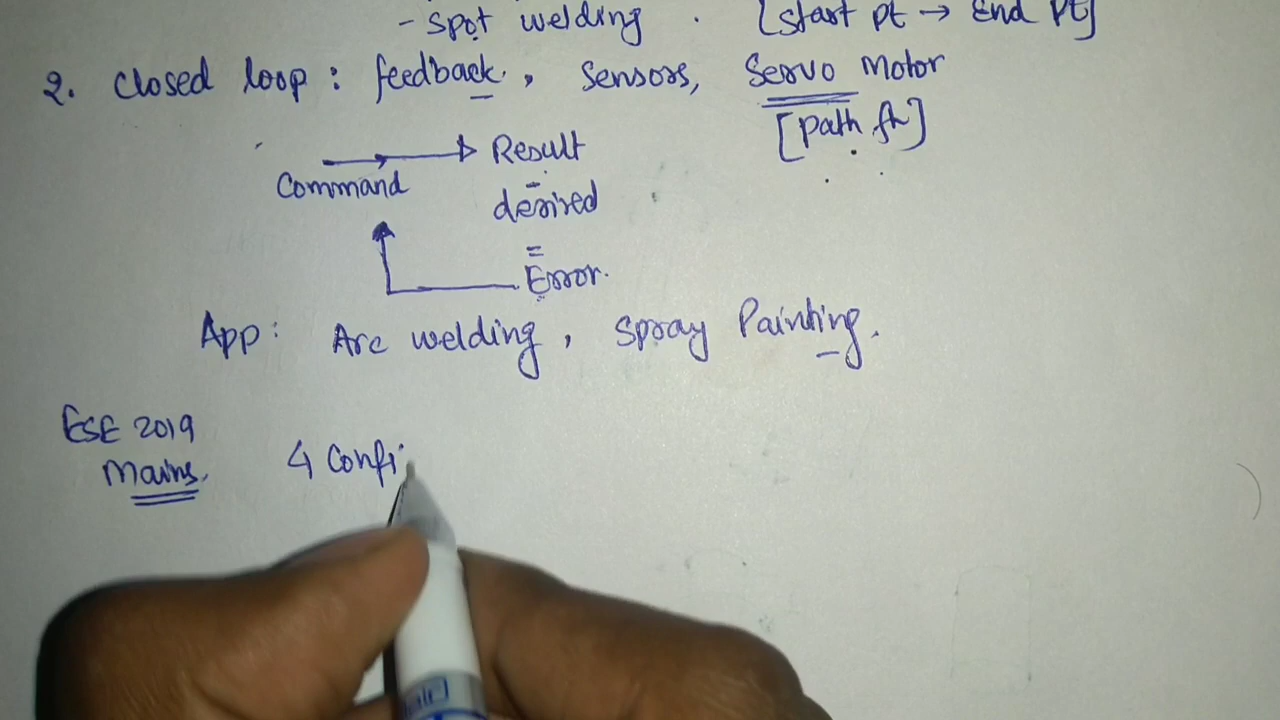 - Spot welding . [Start pt → End pt]
2. Closed loop : feedback , Sensors, Servo Motor
[Path fn]
→ Result
Command
desired
= Error.
App: Arc welding , Spray Painting.
ESE 2019
Mains.
4 Confi